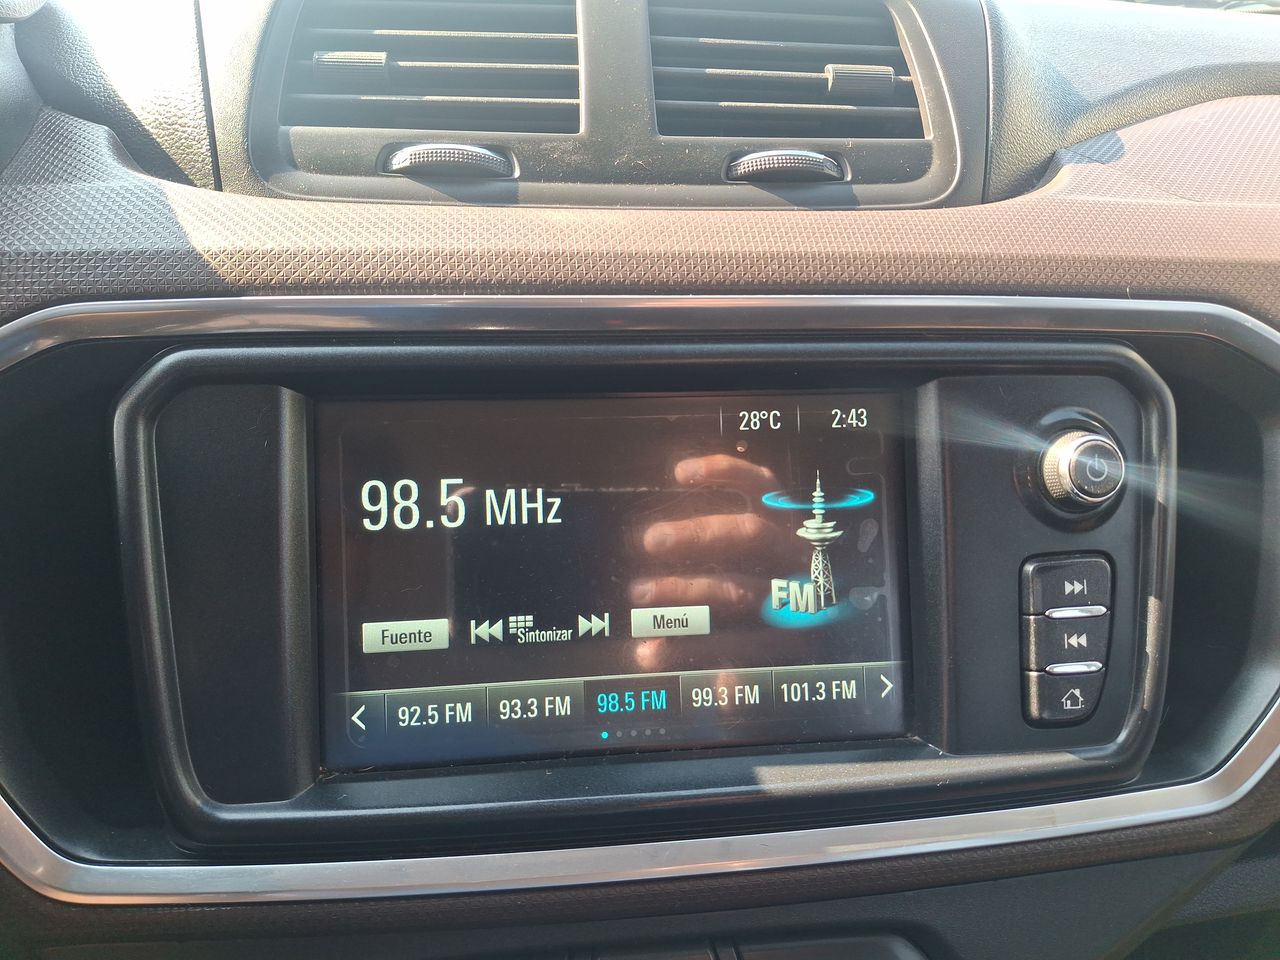 28°C 2:43
98.5 MHz
FM
Fuente Sintonizar Menú
92.5 FM 93.3 FM 98.5 FM 99.3 FM 101.3 FM